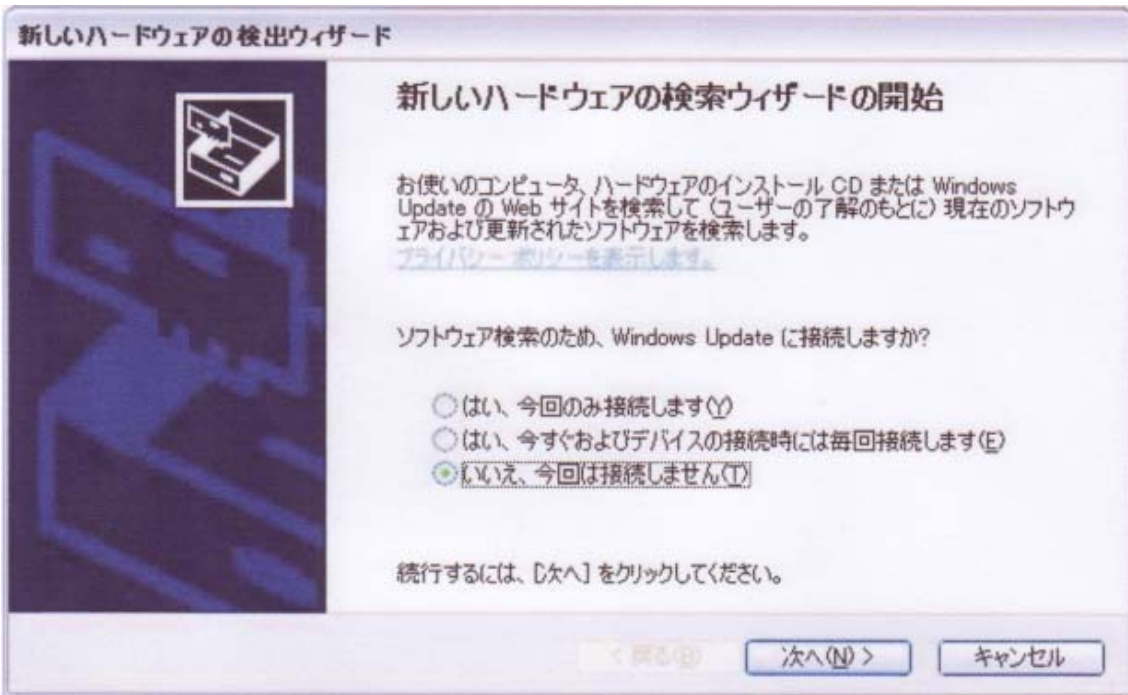 新しいハードウェアの検出ウィザード
新しいハードウェアの検索ウィザードの開始
お使いのコンピュータ、ハードウェアのインストール CD または Windows
Update の Web サイトを検索して (ユーザーの了解のもとに) 現在のソフトウ
ェアおよび更新されたソフトウェアを検索します。
プライバシー ポリシーを表示します。
ソフトウェア検索のため、Windows Update に接続しますか?
はい、今回のみ接続します(Y)
はい、今すぐおよびデバイスの接続時には毎回接続します(E)
いいえ、今回は接続しません(T)
続行するには、[次へ] をクリックしてください。
< 戻る(B)
次へ(N) >
キャンセル